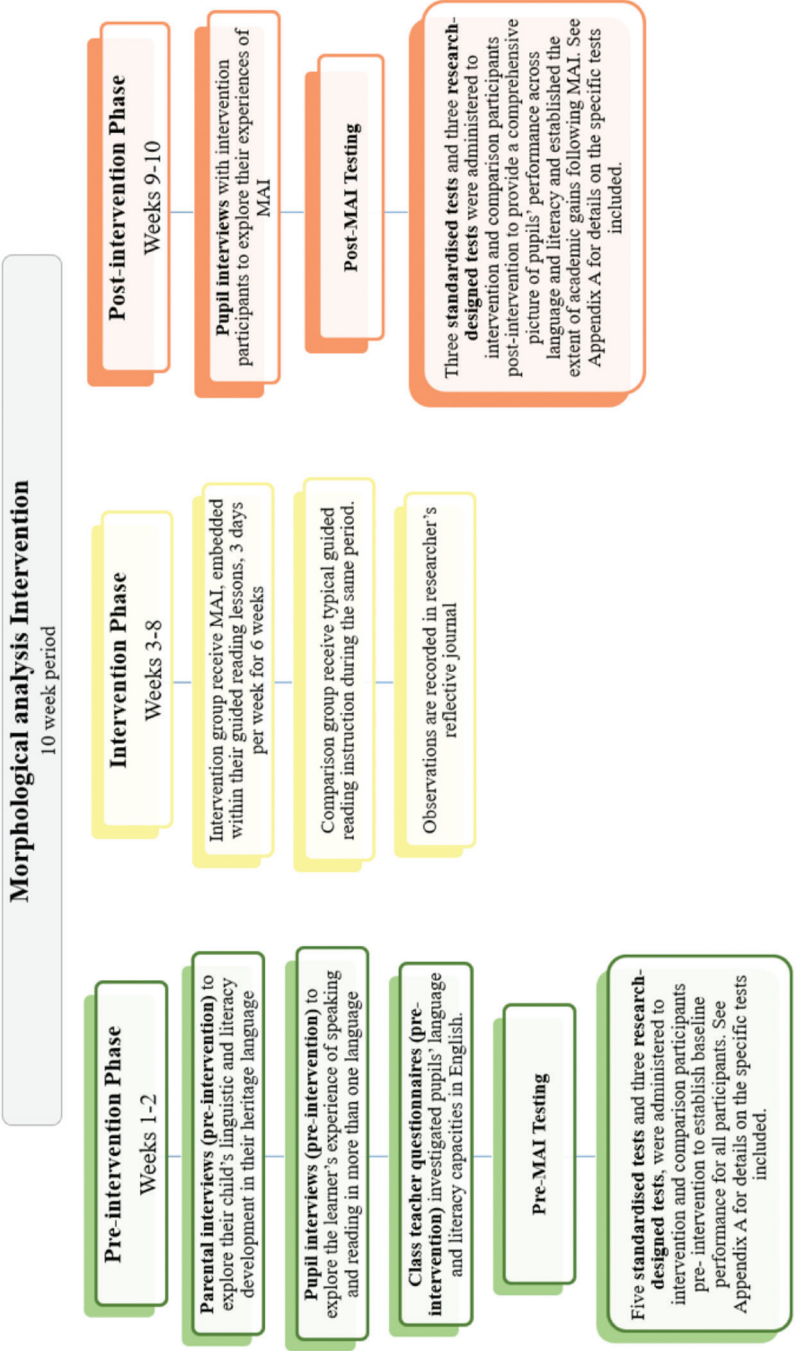 Morphological analysis Intervention
10 week period
Pre-intervention Phase
Weeks 1-2
Parental interviews (pre-intervention) to
explore their child's linguistic and literacy
development in their heritage language
Pupil interviews (pre-intervention) to
explore the learner's experience of speaking
and reading in more than one language
Class teacher questionnaires (pre-
intervention) investigated pupils' language
and literacy capacities in English.
Pre-MAI Testing
Five standardised tests and three research-
designed tests, were administered to
intervention and comparison participants
pre- intervention to establish baseline
performance for all participants. See
Appendix A for details on the specific tests
included.
Intervention Phase
Weeks 3-8
Intervention group receive MAI, embedded
within their guided reading lessons, 3 days
per week for 6 weeks
Comparison group receive typical guided
reading instruction during the same period.
Observations are recorded in researcher's
reflective journal
Post-intervention Phase
Weeks 9-10
Pupil interviews with intervention
participants to explore their experiences of
MAI
Post-MAI Testing
Three standardised tests and three research-
designed tests were administered to
intervention and comparison participants
post-intervention to provide a comprehensive
picture of pupils' performance across
language and literacy and established the
extent of academic gains following MAI. See
Appendix A for details on the specific tests
included.